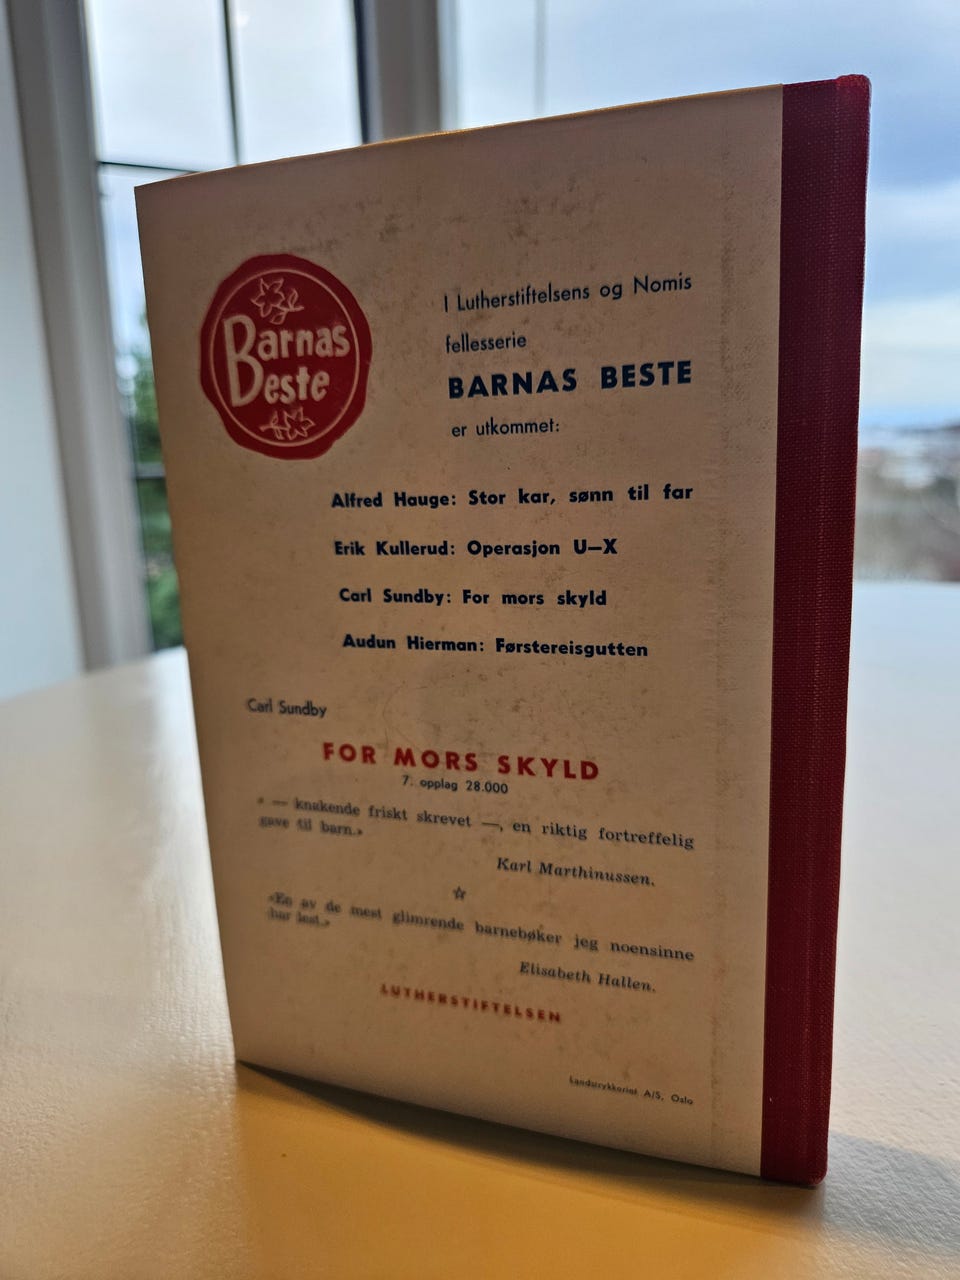 Barnas
Beste
I Lutherstiftelsens og Nomis
fellesserie
BARNAS BESTE
er utkommet:
Alfred Hauge: Stor kar, sønn til far
Erik Kullerud: Operasjon U–X
Carl Sundby: For mors skyld
Audun Hierman: Førstereisgutten
Carl Sundby
FOR MORS SKYLD
7. opplag 28.000
« — knakende friskt skrevet —, en riktig fortreffelig
gave til barn.»
Karl Marthinussen.
«En av de mest glimrende barnebøker jeg noensinne
har lest.»
Elisabeth Hallen.
LUTHERSTIFTELSEN
Landstrykkeriet A/S, Oslo